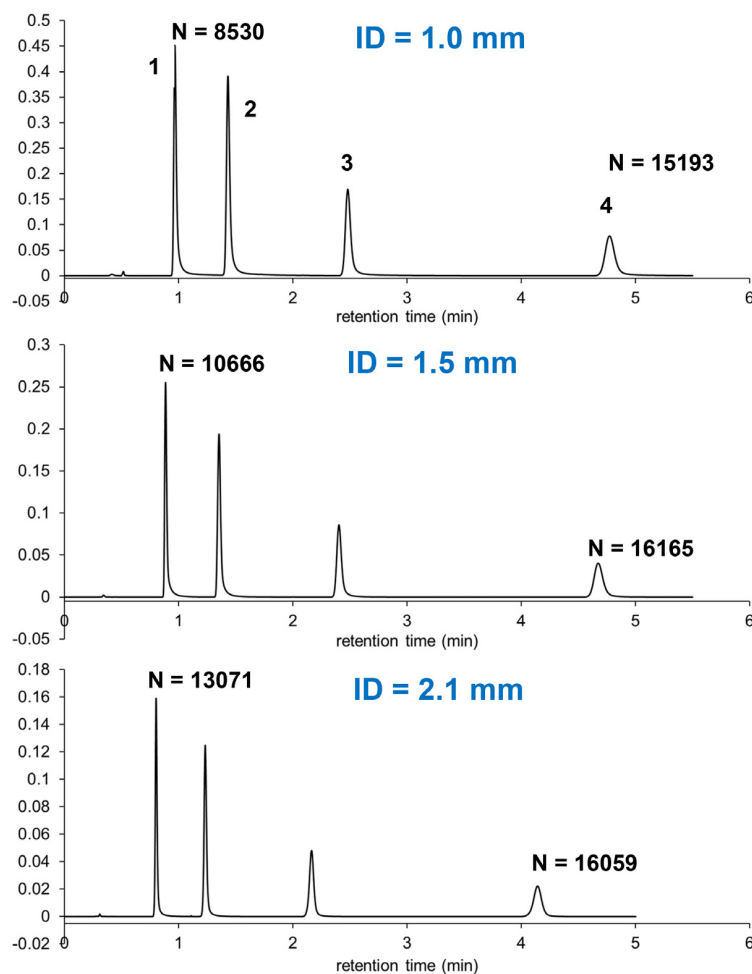 0.5
N = 8530
ID = 1.0 mm
0.45
1
0.4
2
0.35
0.3
0.25
3
N = 15193
0.2
4
0.15
0.1
0.05
0
-0.05
0 1 2 3 4 5 6
retention time (min)
0.3
N = 10666
ID = 1.5 mm
0.25
0.2
0.15
0.1
N = 16165
0.05
0
-0.05
0 1 2 3 4 5 6
retention time (min)
0.18
N = 13071
ID = 2.1 mm
0.16
0.14
0.12
0.1
0.08
0.06
N = 16059
0.04
0.02
0
-0.02
0 1 2 3 4 5 6
retention time (min)